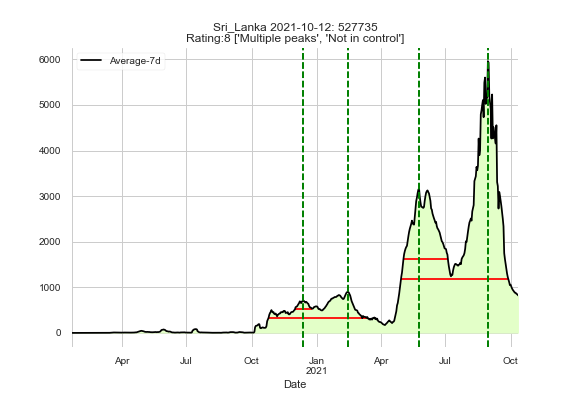 Sri_Lanka 2021-10-12: 527735
Rating:8 ['Multiple peaks', 'Not in control']
Average-7d
6000
5000
4000
3000
2000
1000
0
Apr Jul Oct Jan Apr Jul Oct
2021
Date